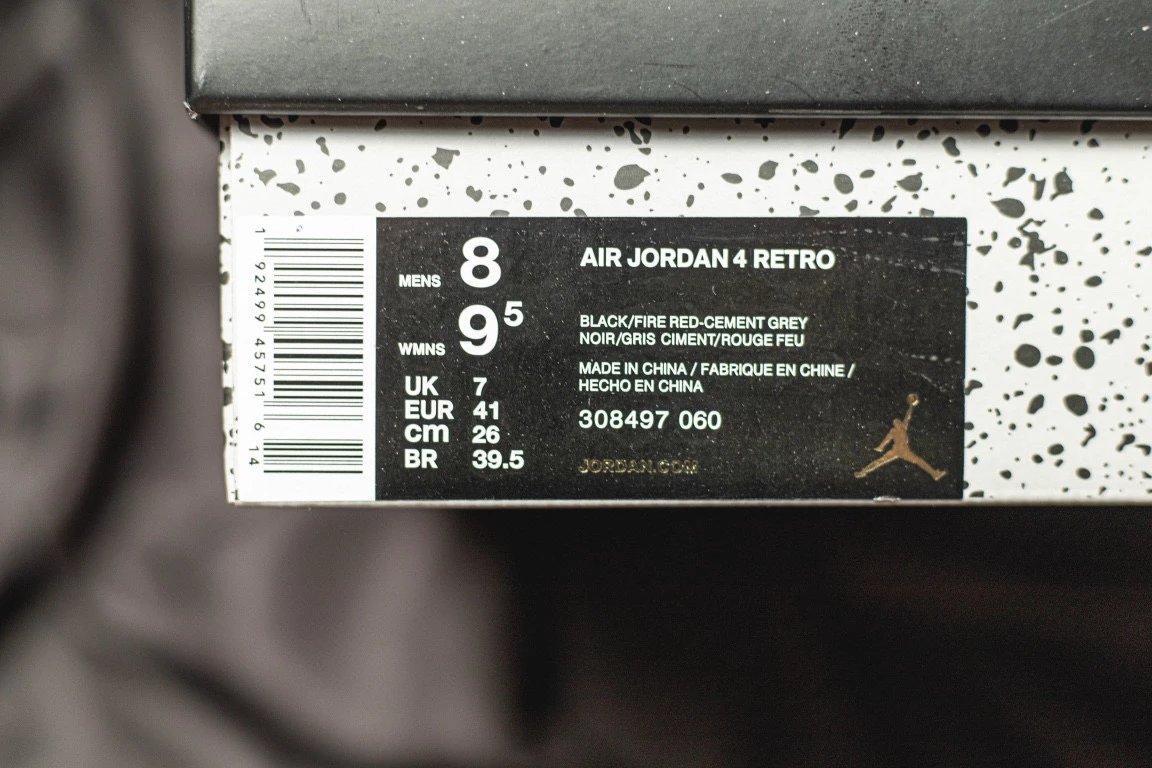 1 92499 45751 6 14
MENS 8
WMNS 9⁵
UK 7
EUR 41
cm 26
BR 39.5
AIR JORDAN 4 RETRO
BLACK/FIRE RED-CEMENT GREY
NOIR/GRIS CIMENT/ROUGE FEU
MADE IN CHINA / FABRIQUE EN CHINE /
HECHO EN CHINA
308497 060
JORDAN.COM